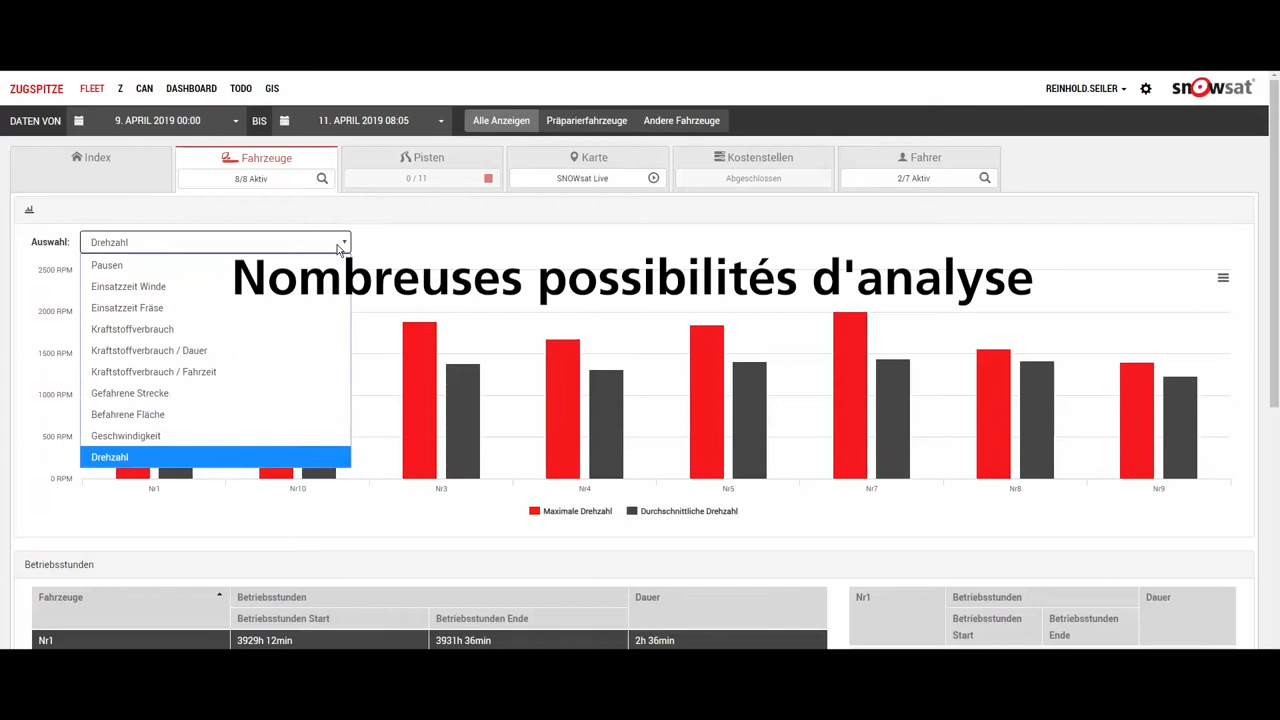 ZUGSPITZE FLEET Z CAN DASHBOARD TODO GIS REINHOLD.SEILER snowsat
DATEN VON 9. APRIL 2019 00:00 BIS 11. APRIL 2019 08:05 Alle Anzeigen Präparierfahrzeuge Andere Fahrzeuge
Index Fahrzeuge Pisten Karte Kostenstellen Fahrer
8/8 Aktiv 0 / 11 SNOWsat Live Abgeschlossen 2/7 Aktiv
Auswahl: Drehzahl
Nombreuses possibilités d'analyse
Pausen
Einsatzzeit Winde
Einsatzzeit Fräse
Kraftstoffverbrauch
Kraftstoffverbrauch / Dauer
Kraftstoffverbrauch / Fahrzeit
Gefahrene Strecke
Befahrene Fläche
Geschwindigkeit
Drehzahl
2500 RPM
2000 RPM
1500 RPM
1000 RPM
500 RPM
0 RPM
Nr1 Nr10 Nr3 Nr4 Nr5 Nr7 Nr8 Nr9
Maximale Drehzahl Durchschnittliche Drehzahl
Betriebsstunden
Fahrzeuge Betriebsstunden Dauer
Betriebsstunden Start Betriebsstunden Ende
Nr1 3929h 12min 3931h 36min 2h 36min
Nr1 Betriebsstunden Dauer
Betriebsstunden Start
Betriebsstunden Ende